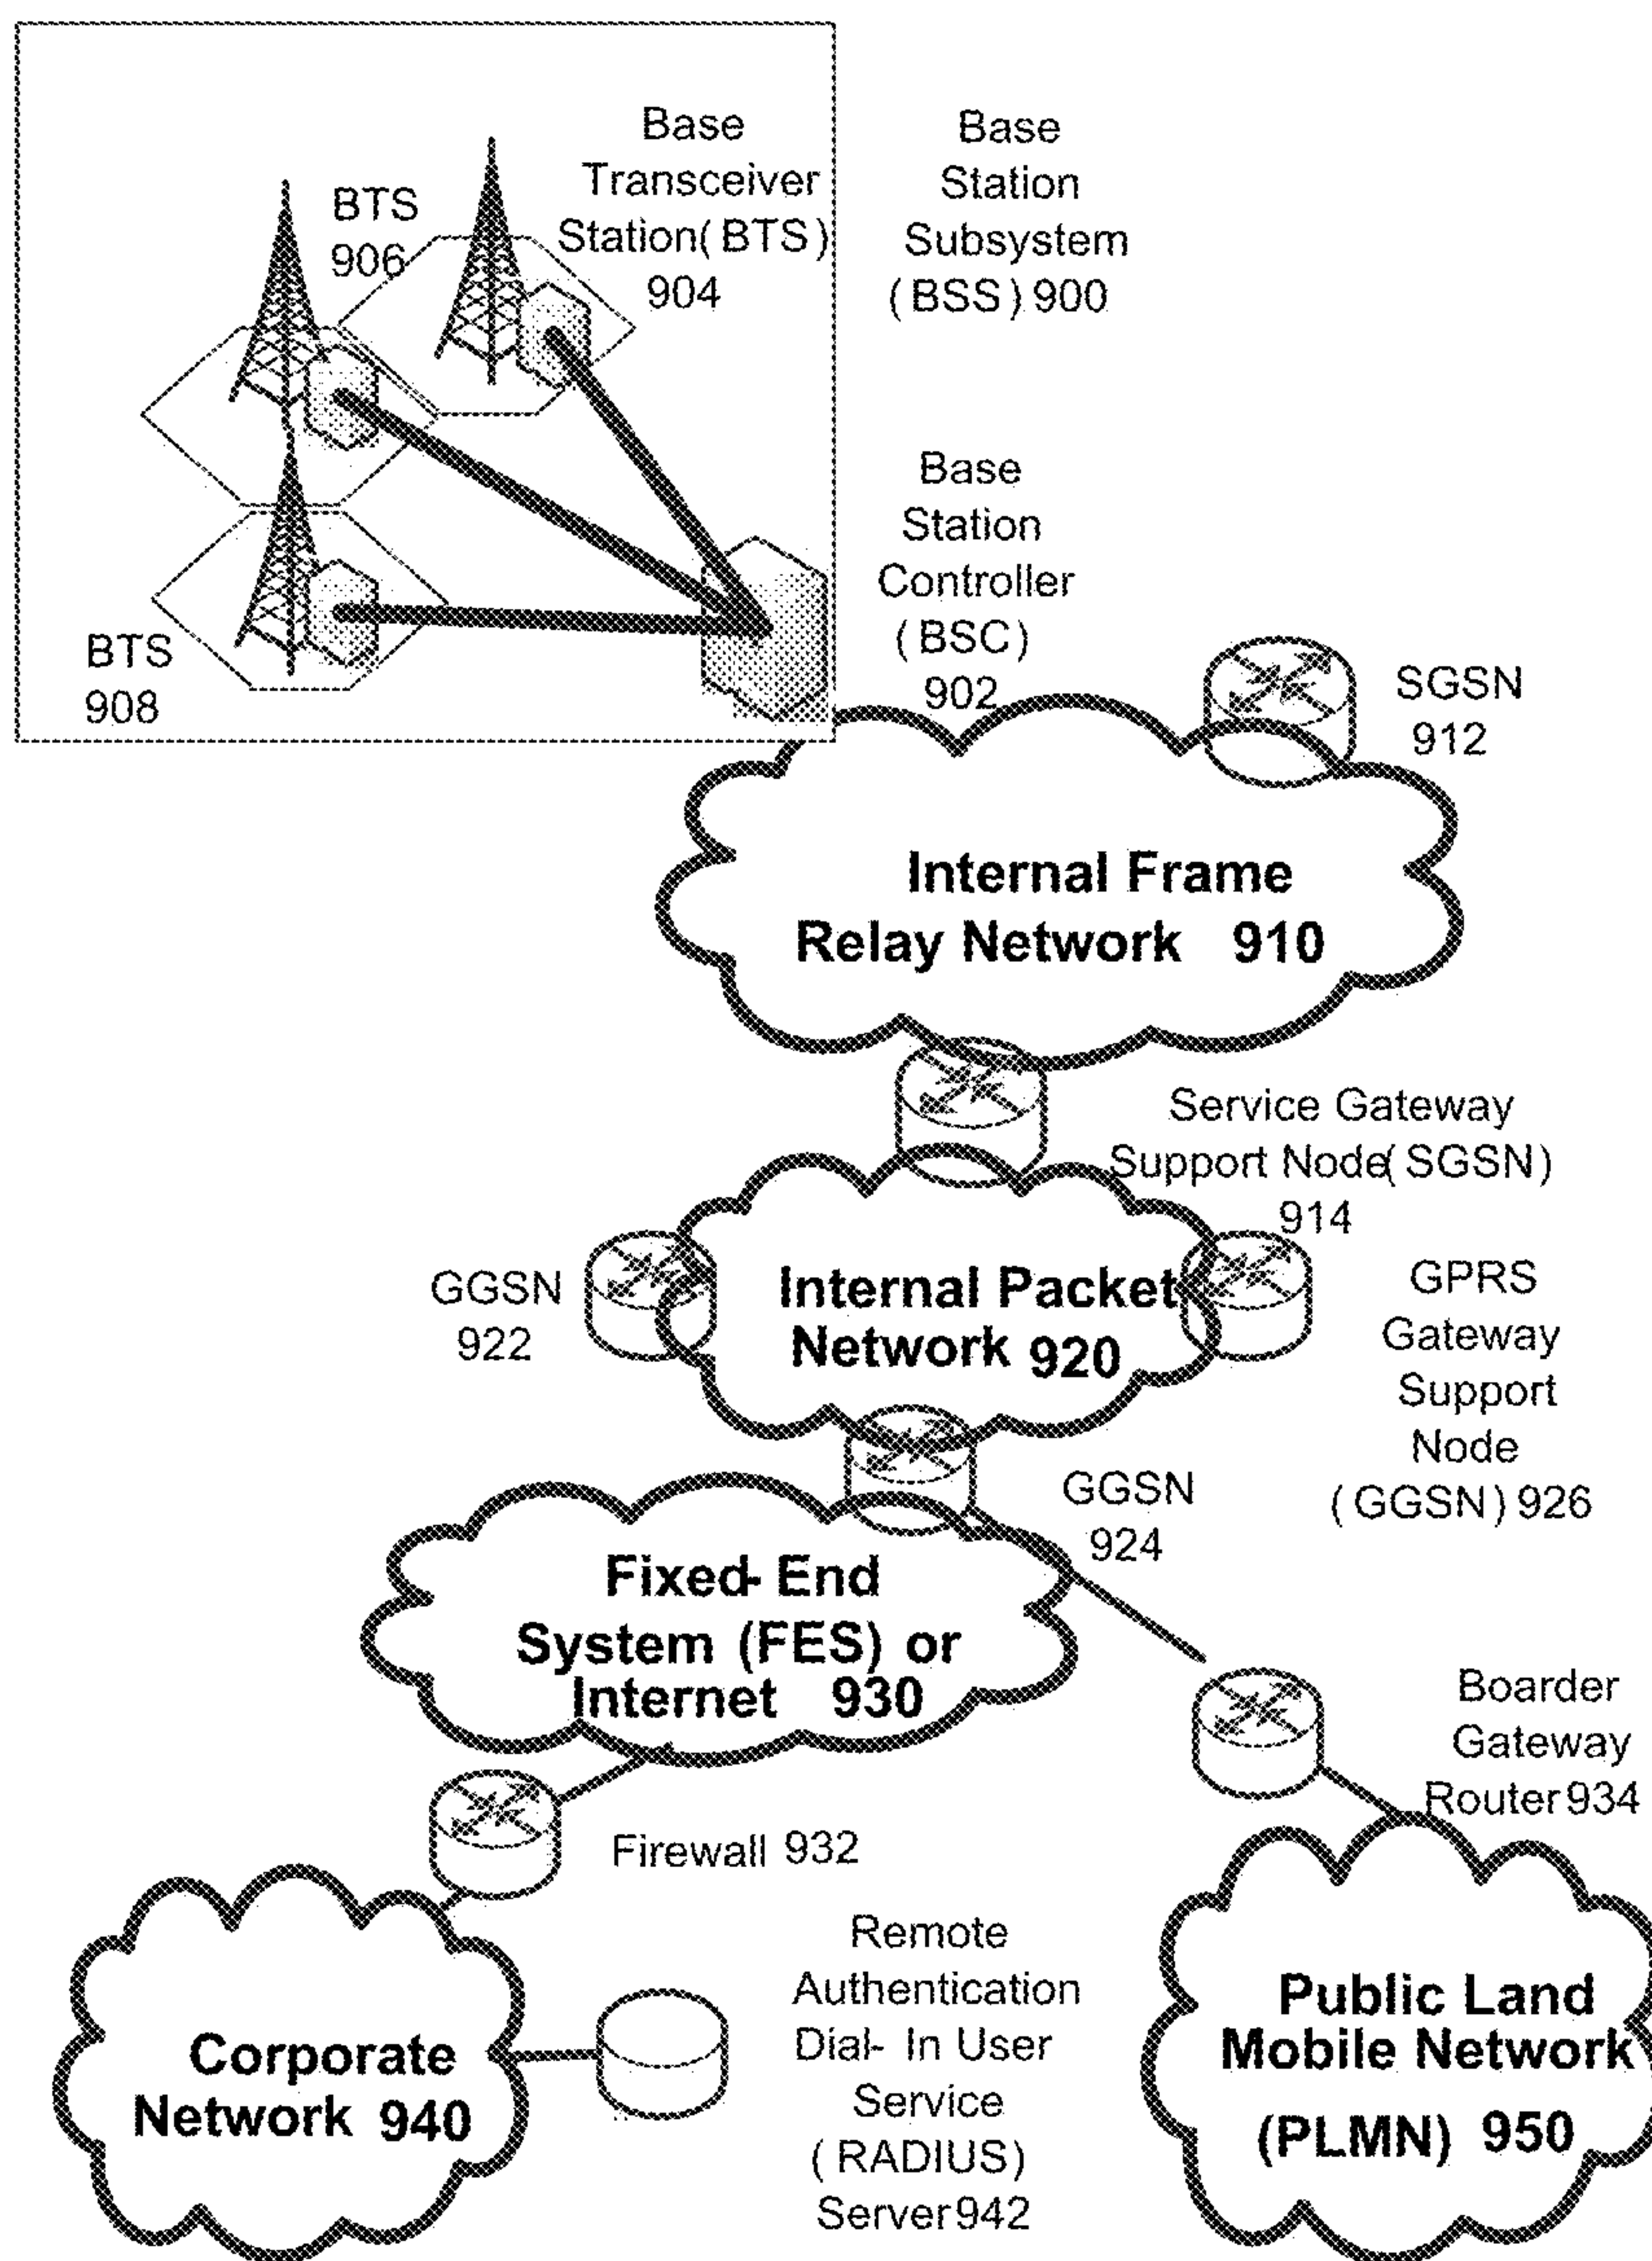 Base
Transceiver
Station( BTS )
904
BTS
906
Base
Station
Subsystem
( BSS ) 900
Base
Station
Controller
( BSC )
902
BTS
908
SGSN
912
Internal Frame
Relay Network 910
Service Gateway
Support Node( SGSN )
914
GGSN
922
Internal Packet
Network 920
GPRS
Gateway
Support
Node
( GGSN ) 926
GGSN
924
Fixed- End
System (FES) or
Internet 930
Boarder
Gateway
Router 934
Firewall 932
Remote
Authentication
Dial- In User
Service
( RADIUS )
Server 942
Corporate
Network 940
Public Land
Mobile Network
(PLMN) 950